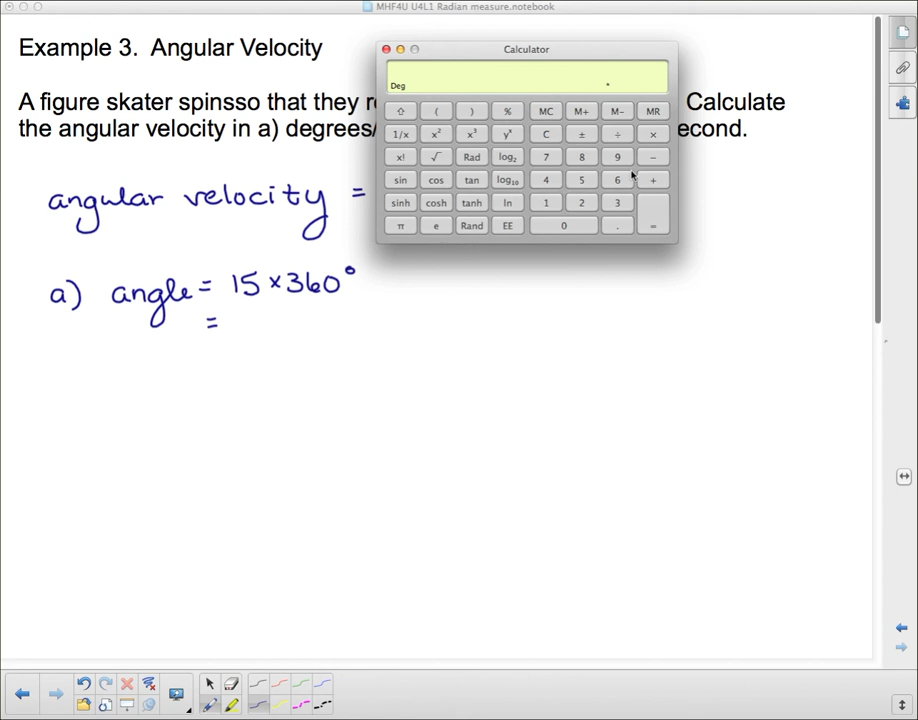 MHF4U U4L1 Radian measure.notebook
Example 3. Angular Velocity
Calculator
Deg *
A figure skater spinsso that they r Calculate
the angular velocity in a) degrees/ econd.
⇧ ( ) % MC M+ M- MR
1/x x² x³ yˣ C ± ÷ ×
x! √ Rad log₂ 7 8 9 −
sin cos tan log₁₀ 4 5 6 +
sinh cosh tanh ln 1 2 3
π e Rand EE 0 . =
angular velocity =
a) angle = 15 × 360°
=